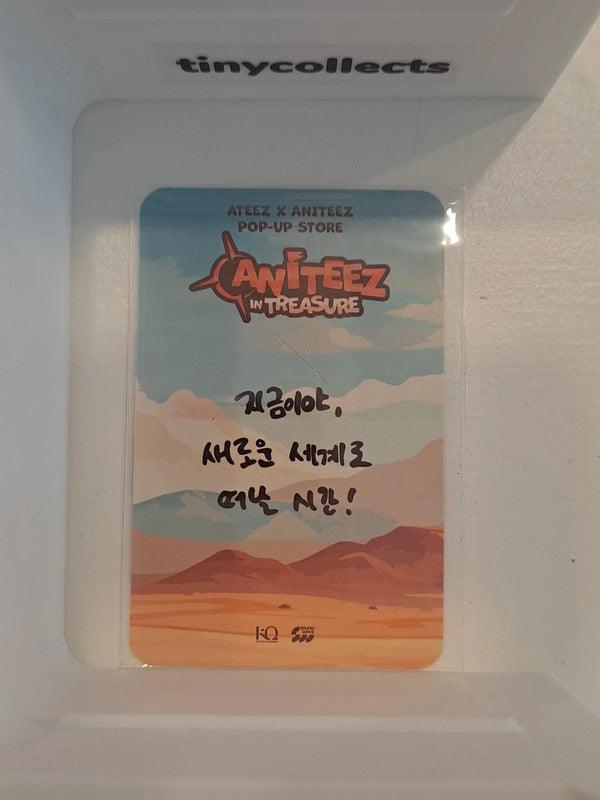 tinycollects
ATEEZ X ANITEEZ
POP-UP STORE
ANITEEZ
IN TREASURE
지금이야,
새로운 세계로
떠날 시간!
KQ